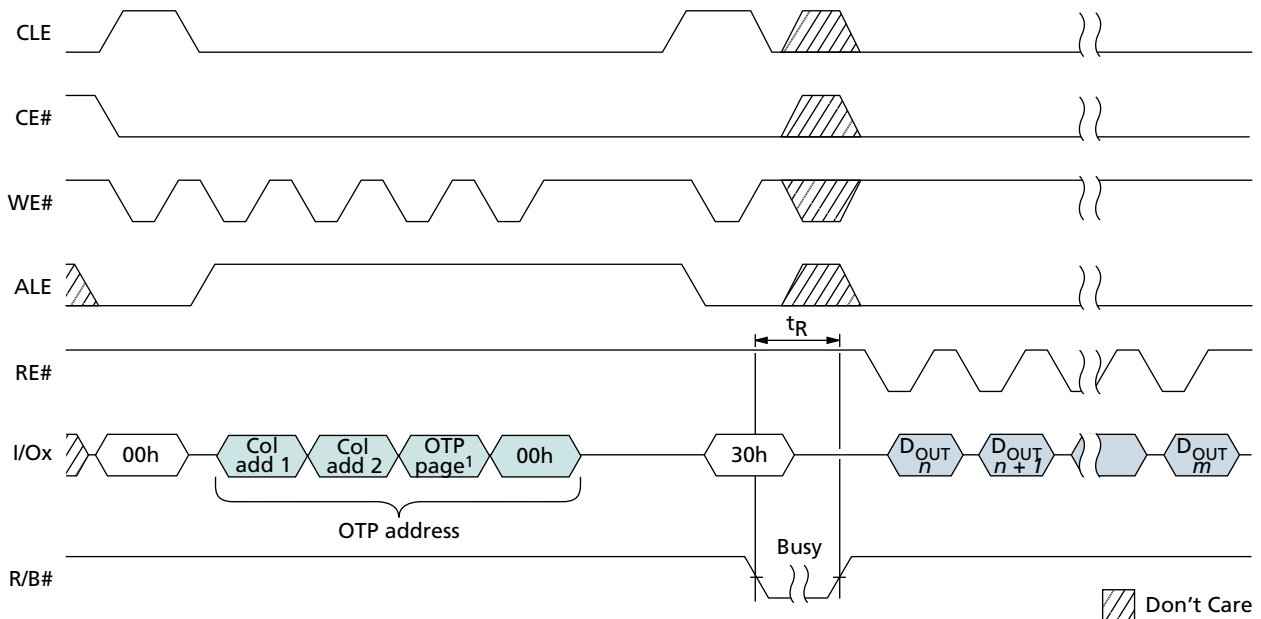 CLE
CE#
WE#
ALE
tR
RE#
I/Ox
00h
Col
add 1
Col
add 2
OTP
page1
00h
30h
DOUT
n
DOUT
n + 1
DOUT
m
OTP address
Busy
R/B#
Don't Care